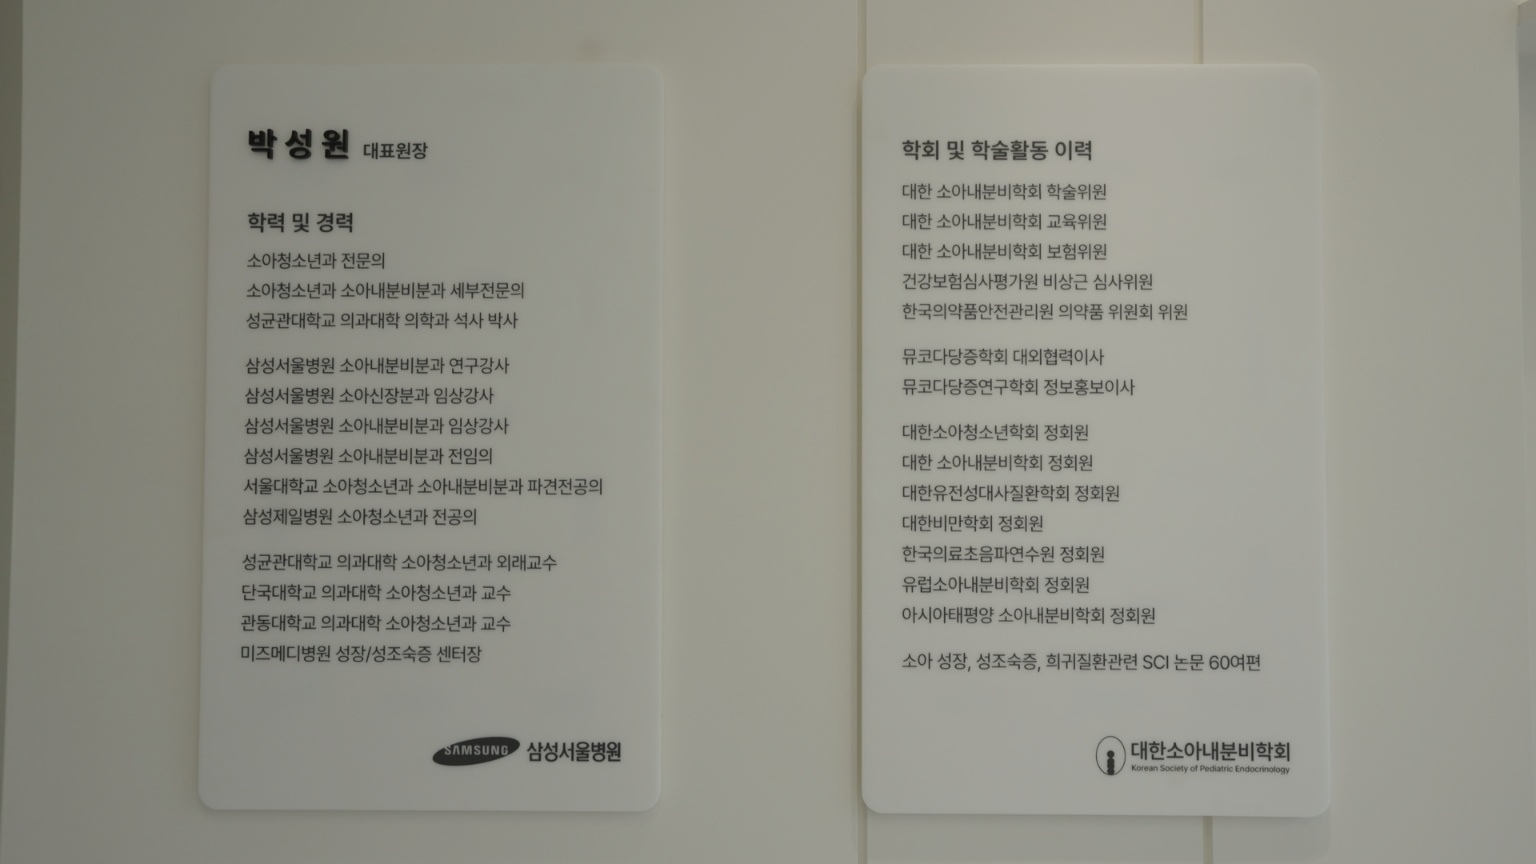 박성원 대표원장
학력 및 경력
소아청소년과 전문의
소아청소년과 소아내분비분과 세부전문의
성균관대학교 의과대학 의학과 석사 박사
삼성서울병원 소아내분비분과 연구강사
삼성서울병원 소아신장분과 임상강사
삼성서울병원 소아내분비분과 임상강사
삼성서울병원 소아내분비분과 전임의
서울대학교 소아청소년과 소아내분비분과 파견전공의
삼성제일병원 소아청소년과 전공의
성균관대학교 의과대학 소아청소년과 외래교수
단국대학교 의과대학 소아청소년과 교수
관동대학교 의과대학 소아청소년과 교수
미즈메디병원 성장/성조숙증 센터장
SAMSUNG 삼성서울병원
학회 및 학술활동 이력
대한 소아내분비학회 학술위원
대한 소아내분비학회 교육위원
대한 소아내분비학회 보험위원
건강보험심사평가원 비상근 심사위원
한국의약품안전관리원 의약품 위원회 위원
뮤코다당증학회 대외협력이사
뮤코다당증연구학회 정보홍보이사
대한소아청소년학회 정회원
대한 소아내분비학회 정회원
대한유전성대사질환학회 정회원
대한비만학회 정회원
한국의료초음파연수원 정회원
유럽소아내분비학회 정회원
아시아태평양 소아내분비학회 정회원
소아 성장, 성조숙증, 희귀질환관련 SCI 논문 60여편
대한소아내분비학회
Korean Society of Pediatric Endocrinology